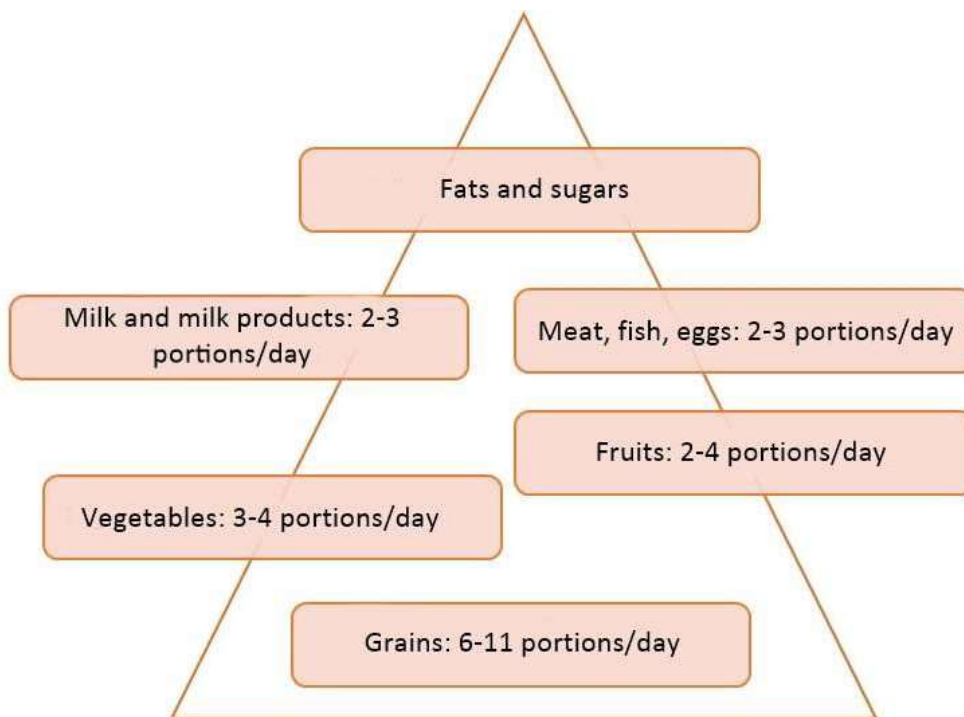 Fats and sugars
Milk and milk products: 2-3
portions/day
Meat, fish, eggs: 2-3 portions/day
Fruits: 2-4 portions/day
Vegetables: 3-4 portions/day
Grains: 6-11 portions/day